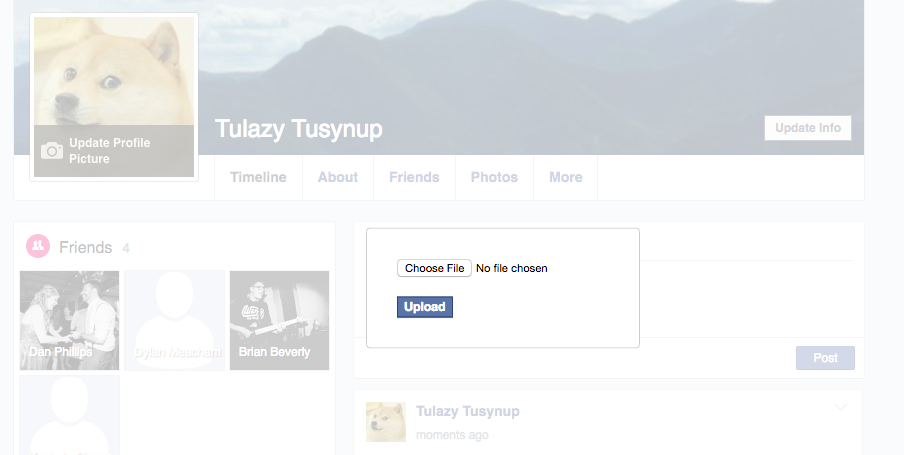 Tulazy Tusynup
Update Info
Update Profile
Picture
Timeline About Friends Photos More
Friends 4
Dan Phillips
Dylan Meacham
Brian Beverly
Choose File No file chosen
Upload
Post
Tulazy Tusynup
moments ago